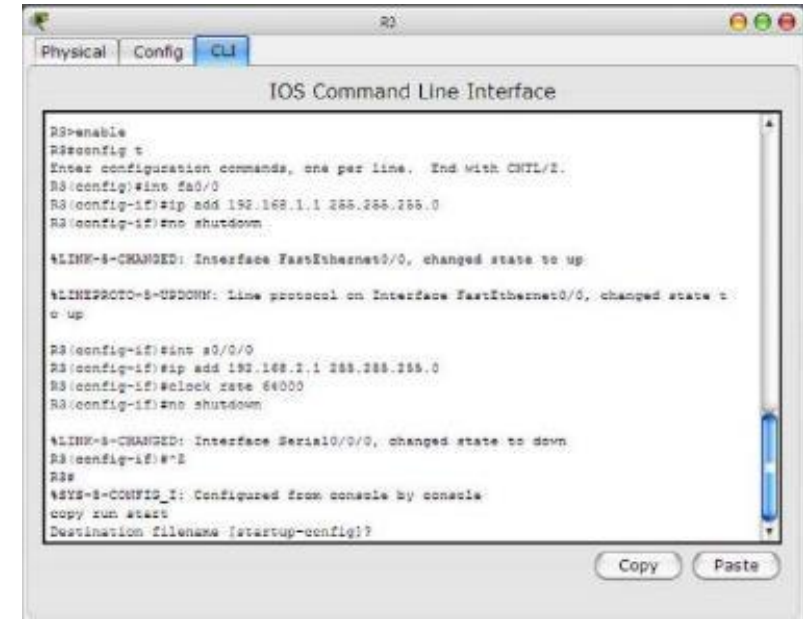 R3
Physical Config CLI
IOS Command Line Interface
R3>enable
R3#config t
Enter configuration commands, one per line. End with CNTL/Z.
R3(config)#int fa0/0
R3(config-if)#ip add 192.168.1.1 255.255.255.0
R3(config-if)#no shutdown
%LINK-5-CHANGED: Interface FastEthernet0/0, changed state to up
%LINEPROTO-5-UPDOWN: Line protocol on Interface FastEthernet0/0, changed state t
o up
R3(config-if)#int s0/0/0
R3(config-if)#ip add 192.168.2.1 255.255.255.0
R3(config-if)#clock rate 64000
R3(config-if)#no shutdown
%LINK-5-CHANGED: Interface Serial0/0/0, changed state to down
R3(config-if)#^Z
R3#
%SYS-5-CONFIG_I: Configured from console by console
copy run start
Destination filename [startup-config]?
Copy Paste